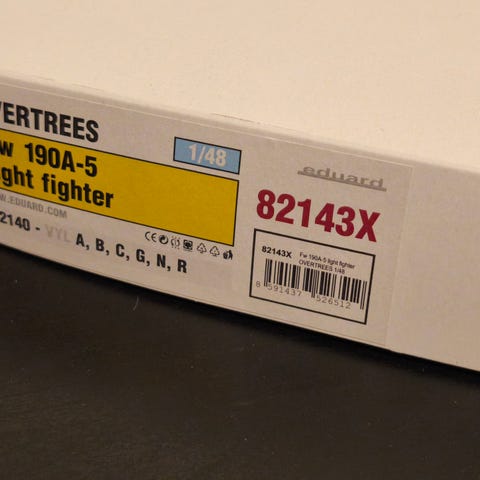 VERTREES
1/48
w 190A-5
ight fighter
W.EDUARD.COM
2140 - VYL A, B, C, G, N, R
eduard
82143X
82143X Fw 190A-5 light fighter
OVERTREES 1/48
8 591437 526512